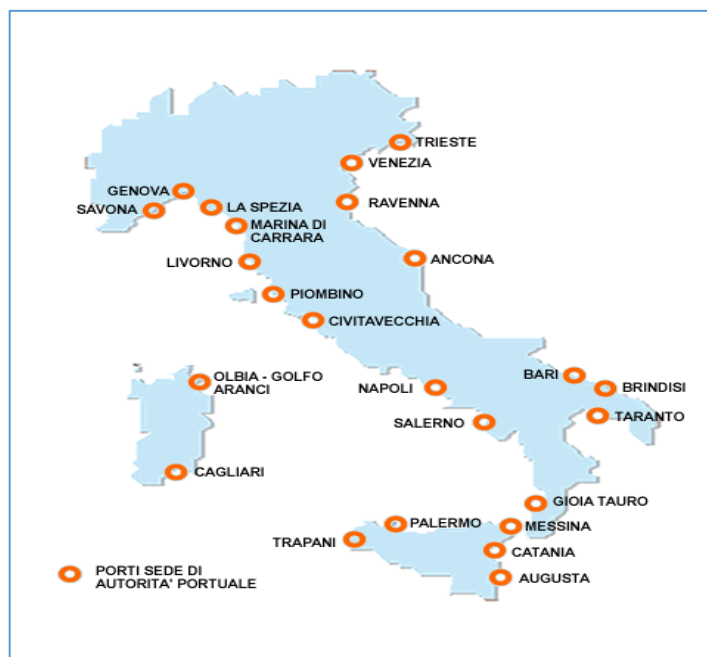 TRIESTE
VENEZIA
GENOVA
LA SPEZIA
RAVENNA
SAVONA
MARINA DI
CARRARA
LIVORNO
ANCONA
PIOMBINO
CIVITAVECCHIA
OLBIA - GOLFO
ARANCI
NAPOLI
BARI
BRINDISI
SALERNO
TARANTO
CAGLIARI
GIOIA TAURO
PALERMO
MESSINA
TRAPANI
CATANIA
AUGUSTA
PORTI SEDE DI
AUTORITA' PORTUALE